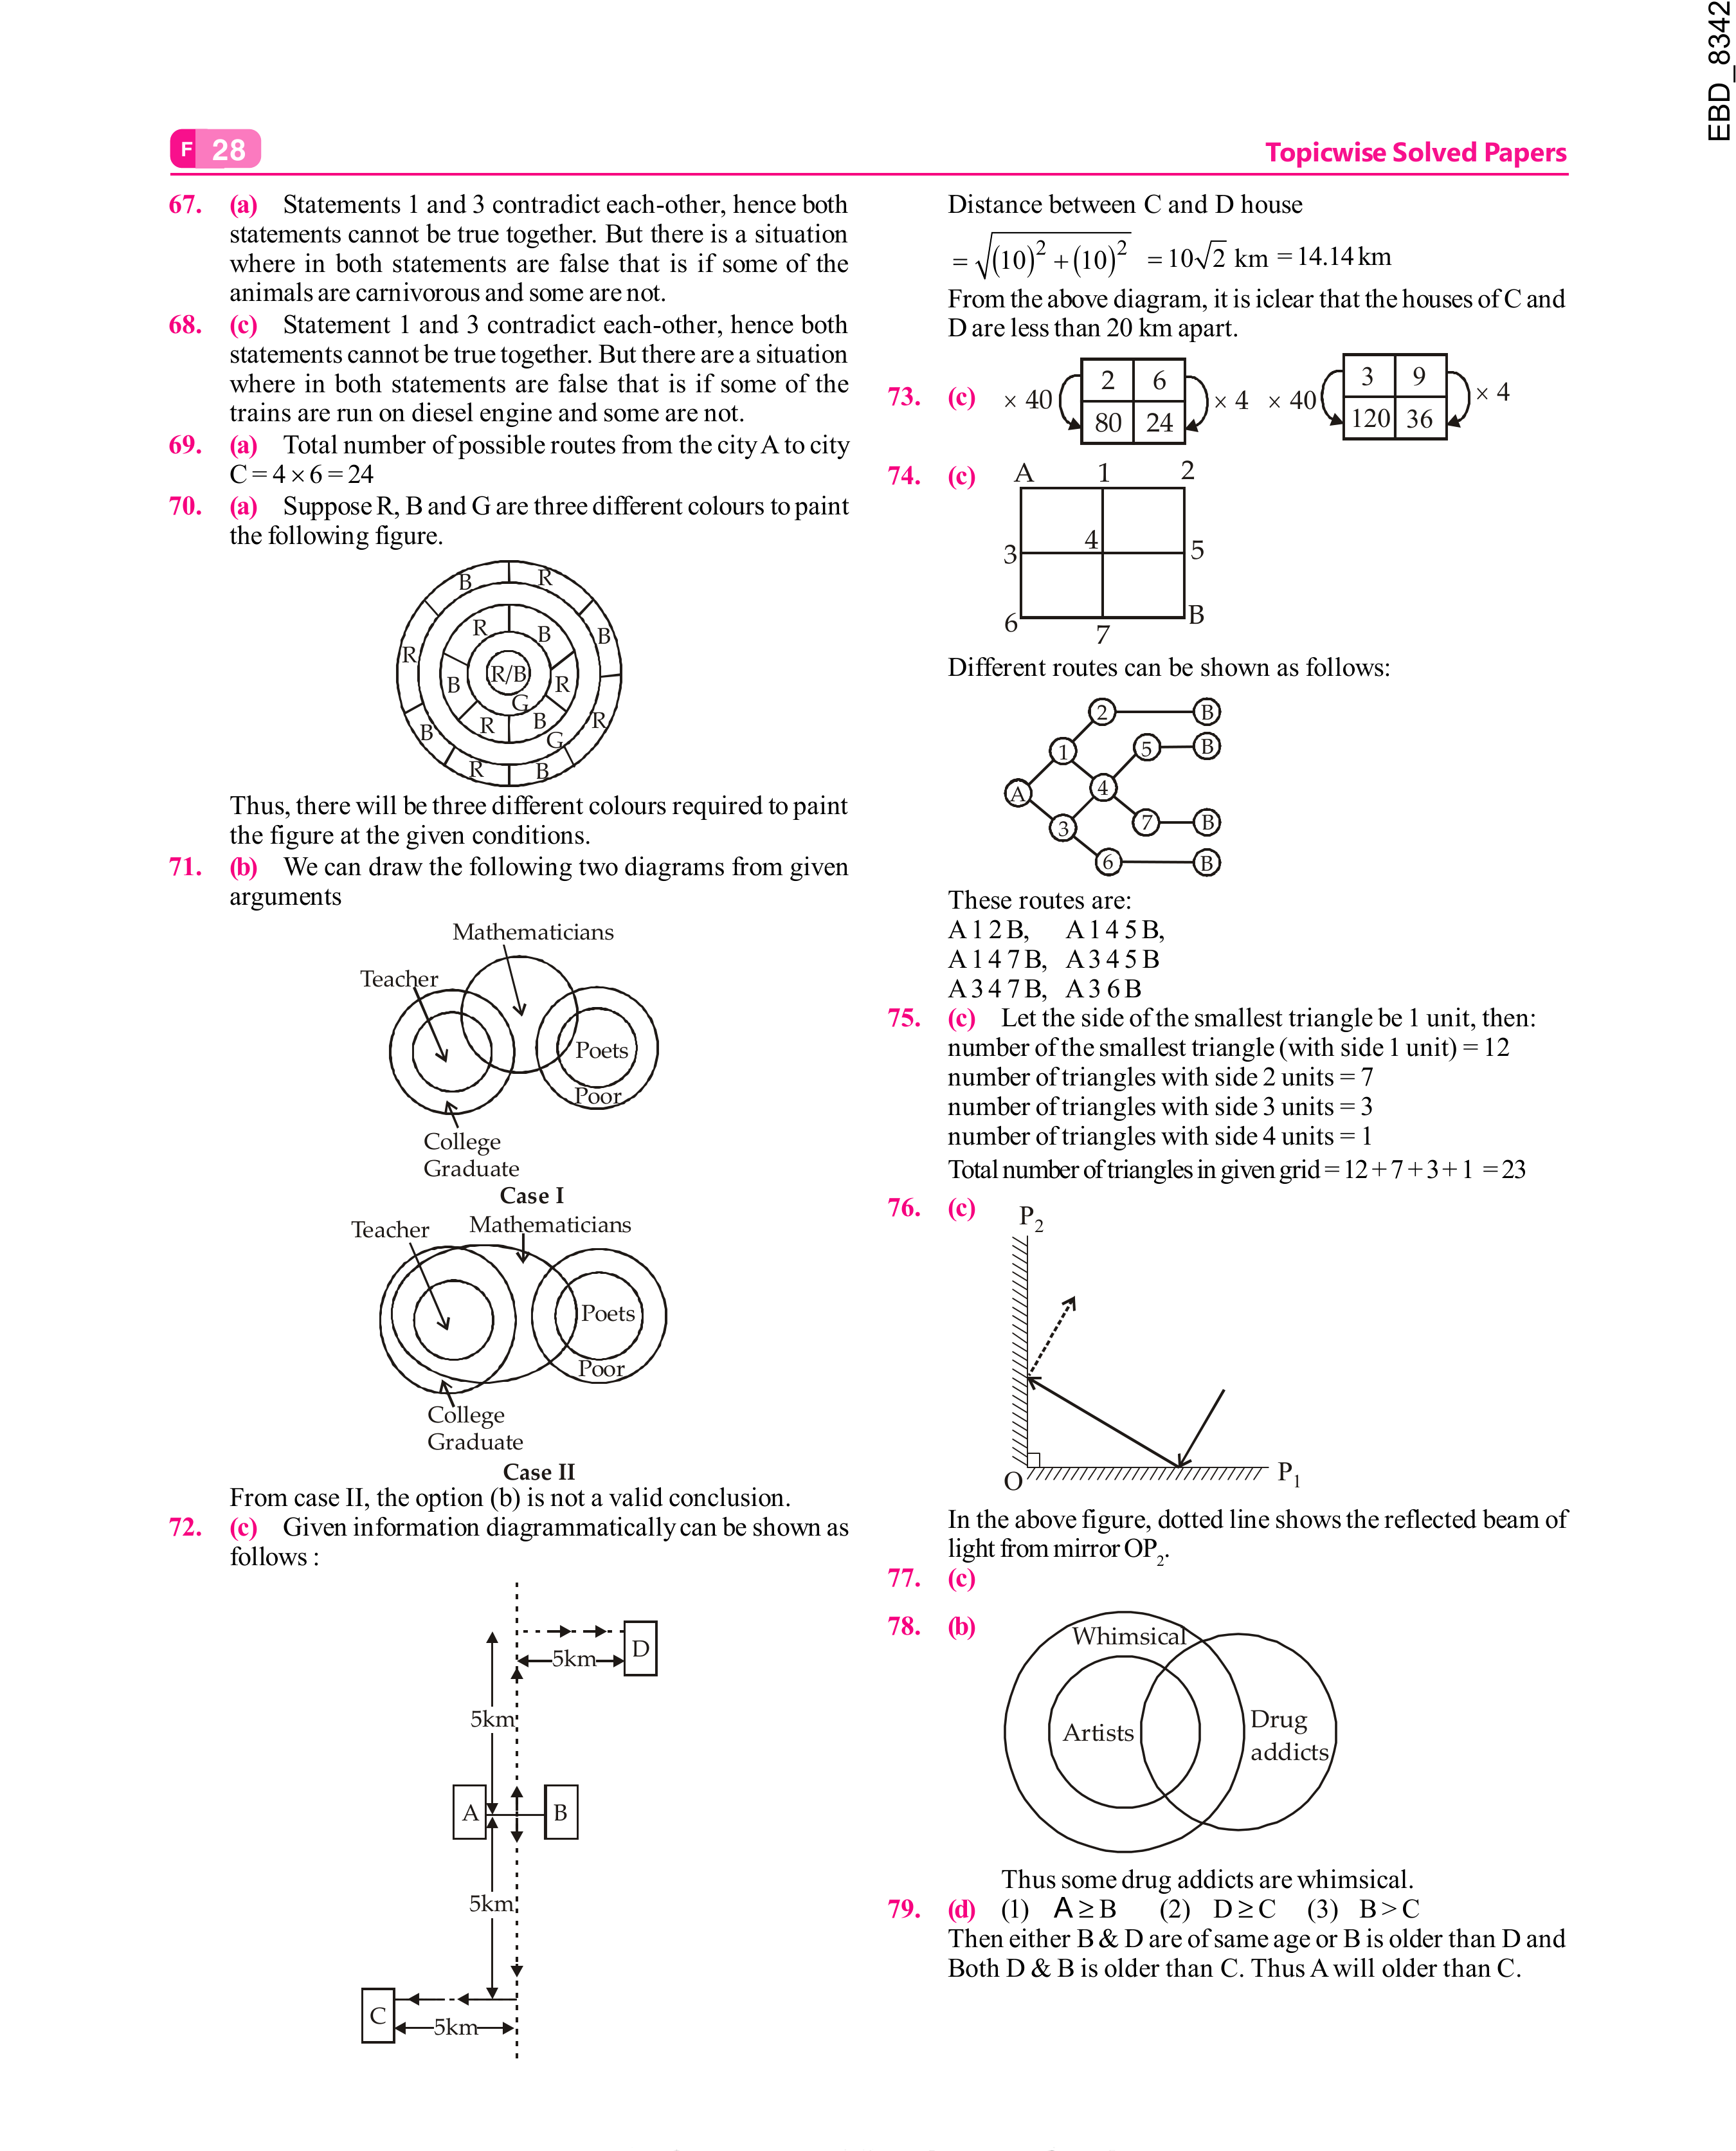 EBD_8342
F 28
Topicwise Solved Papers
67. (a) Statements 1 and 3 contradict each-other, hence both
statements cannot be true together. But there is a situation
where in both statements are false that is if some of the
animals are carnivorous and some are not.
68. (c) Statement 1 and 3 contradict each-other, hence both
statements cannot be true together. But there are a situation
where in both statements are false that is if some of the
trains are run on diesel engine and some are not.
69. (a) Total number of possible routes from the city A to city
C = 4 × 6 = 24
70. (a) Suppose R, B and G are three different colours to paint
the following figure.
B R
R B
R B B
R/B
R B R
G
R B R
B G
R B
Thus, there will be three different colours required to paint
the figure at the given conditions.
71. (b) We can draw the following two diagrams from given
arguments
Mathematicians
Teacher
Poets
Poor
College
Graduate
Case I
Teacher Mathematicians
Poets
Poor
College
Graduate
Case II
From case II, the option (b) is not a valid conclusion.
72. (c) Given information diagrammatically can be shown as
follows :
D
5km
5km
A B
5km
C
5km
Distance between C and D house
= √(10)² + (10)² = 10√2 km = 14.14 km
From the above diagram, it is iclear that the houses of C and
D are less than 20 km apart.
73. (c) × 40 2 6 80 24 × 4 × 40 3 9 120 36 × 4
74. (c) A 1 2
3 4 5
6 7 B
Different routes can be shown as follows:
2 B
1 5 B
A 4
3 7 B
6 B
These routes are:
A 1 2 B, A 1 4 5 B,
A 1 4 7 B, A 3 4 5 B
A 3 4 7 B, A 3 6 B
75. (c) Let the side of the smallest triangle be 1 unit, then:
number of the smallest triangle (with side 1 unit) = 12
number of triangles with side 2 units = 7
number of triangles with side 3 units = 3
number of triangles with side 4 units = 1
Total number of triangles in given grid = 12 + 7 + 3 + 1 = 23
76. (c)
P₂
O P₁
In the above figure, dotted line shows the reflected beam of
light from mirror OP₂.
77. (c)
78. (b)
Whimsical
Artists
Drug
addicts
Thus some drug addicts are whimsical.
79. (d) (1) A ≥ B (2) D ≥ C (3) B > C
Then either B & D are of same age or B is older than D and
Both D & B is older than C. Thus A will older than C.